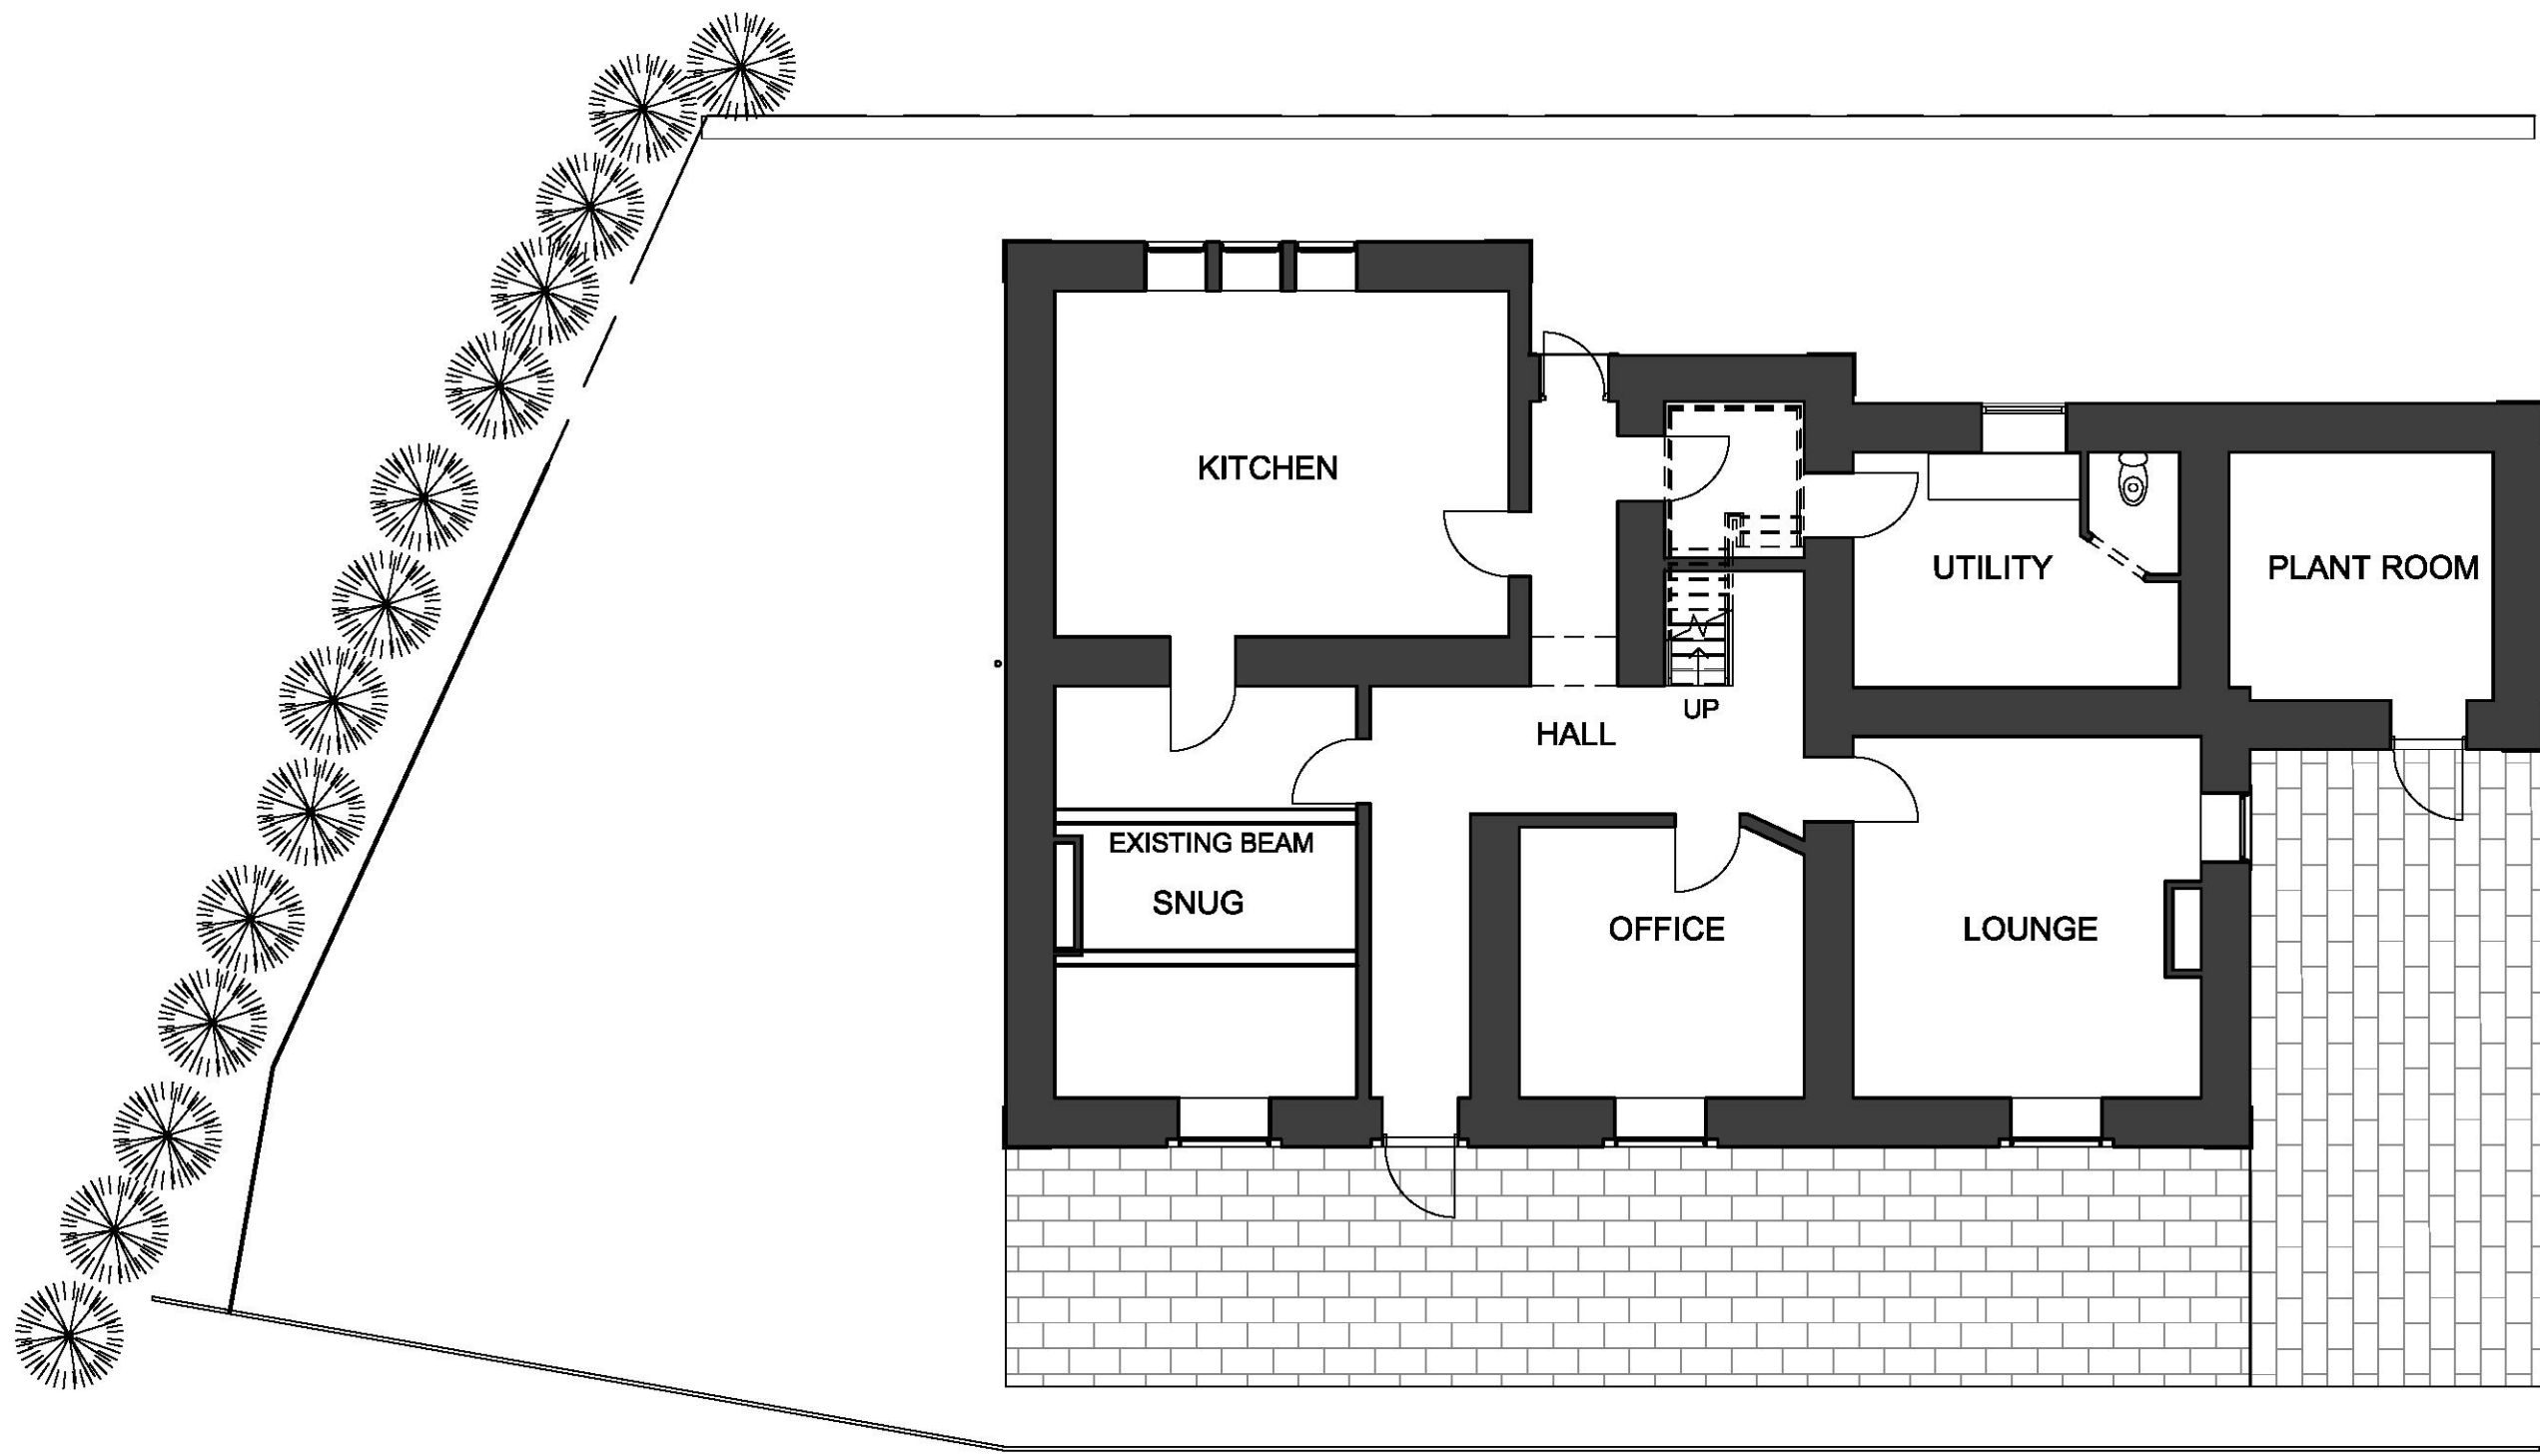 KITCHEN
UTILITY
PLANT ROOM
UP
HALL
EXISTING BEAM
SNUG
OFFICE
LOUNGE